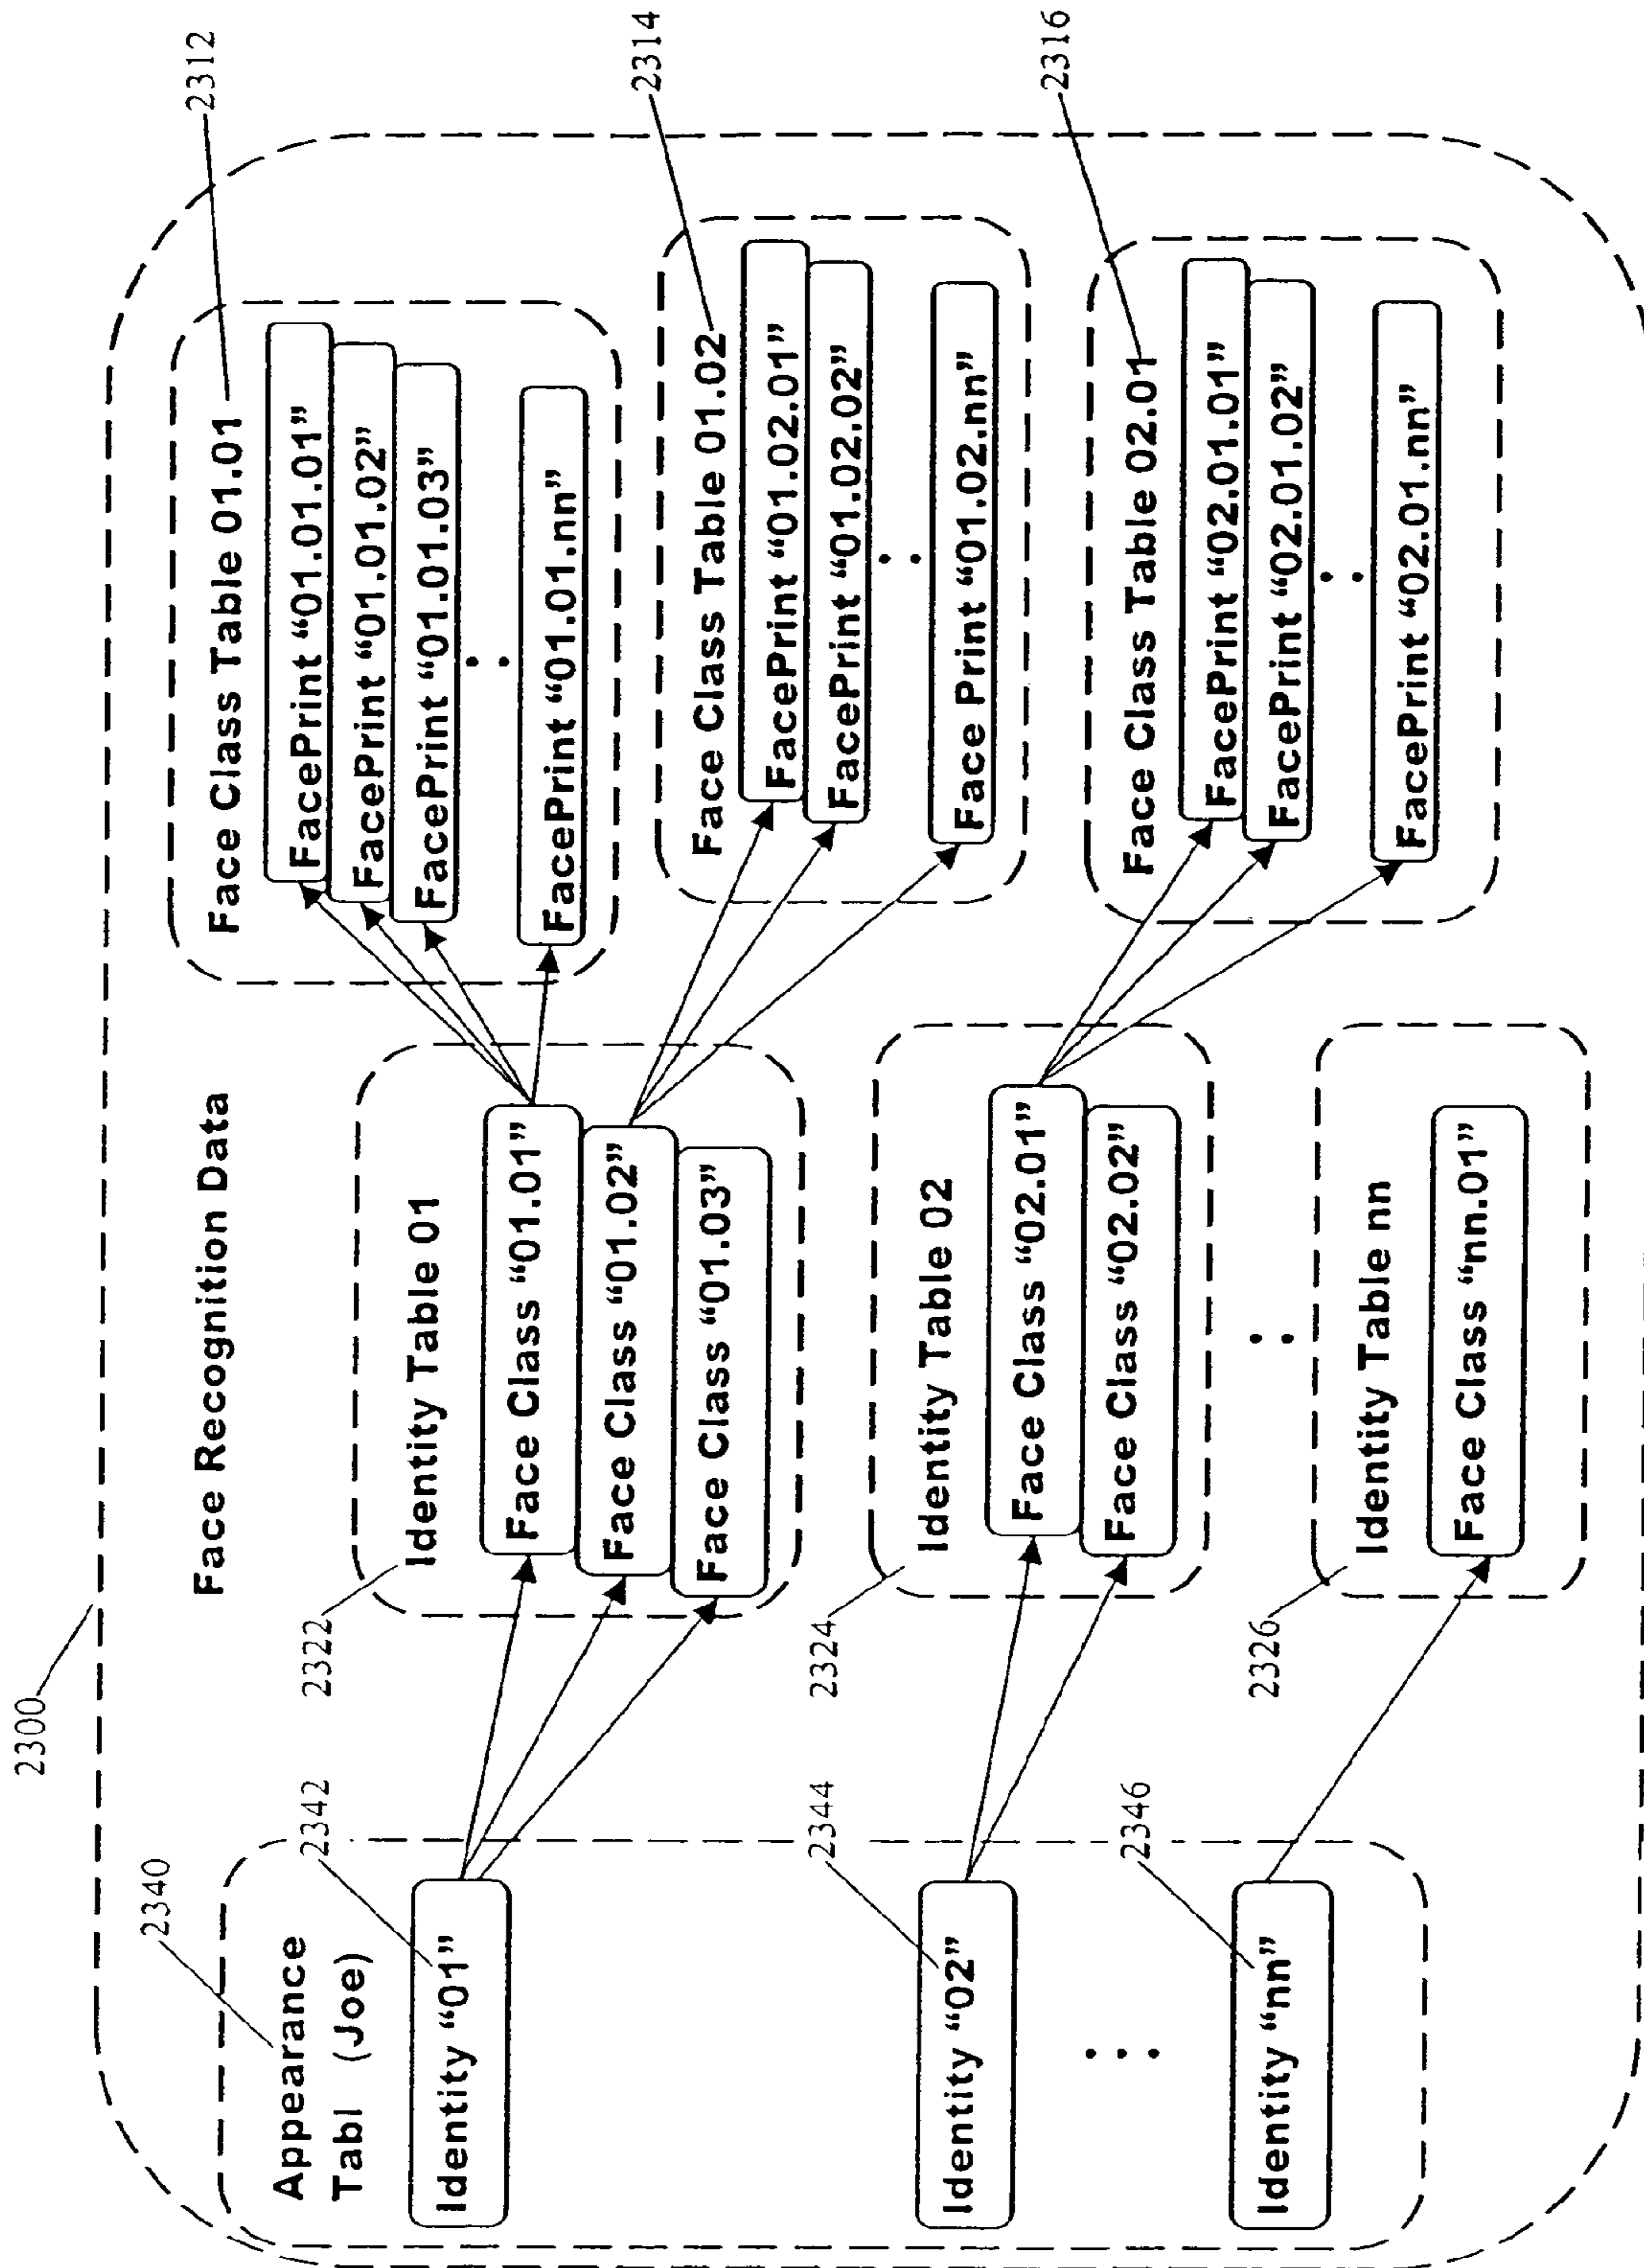 2300
Face Recognition Data
2340
Appearance
Tabl (Joe)
2342
Identity “01”
2344
Identity “02”
2346
Identity “nn”
2322
Identity Table 01
Face Class “01.01”
Face Class “01.02”
Face Class “01.03”
2324
Identity Table 02
Face Class “02.01”
Face Class “02.02”
2326
Identity Table nn
Face Class “nn.01”
2312
Face Class Table 01.01
FacePrint “01.01.01”
FacePrint “01.01.02”
FacePrint “01.01.03”
FacePrint “01.01.nn”
2314
Face Class Table 01.02
FacePrint “01.02.01”
FacePrint “01.02.02”
Face Print “01.02.nn”
2316
Face Class Table 02.01
FacePrint “02.01.01”
FacePrint “02.01.02”
FacePrint “02.01.nn”